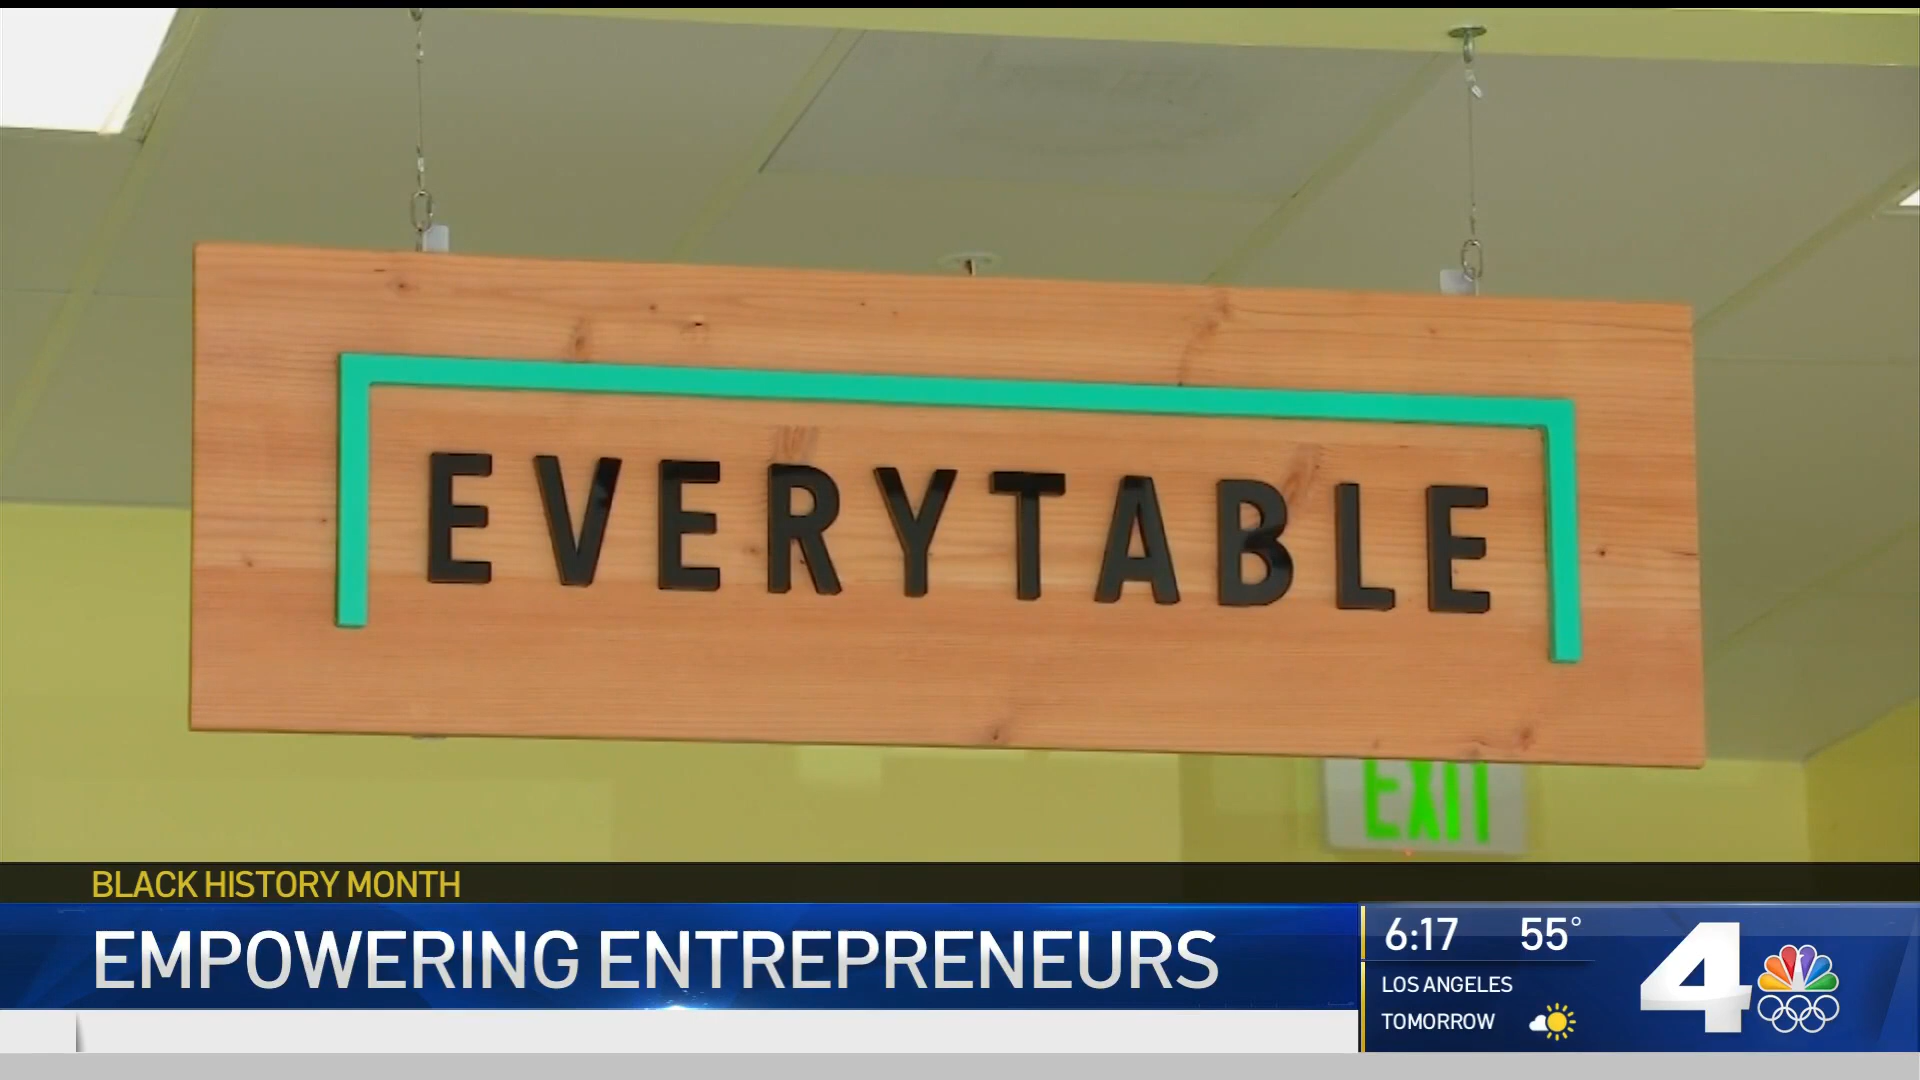 EVERYTABLE
EXIT
BLACK HISTORY MONTH
EMPOWERING ENTREPRENEURS
6:17 55°
LOS ANGELES
TOMORROW
4